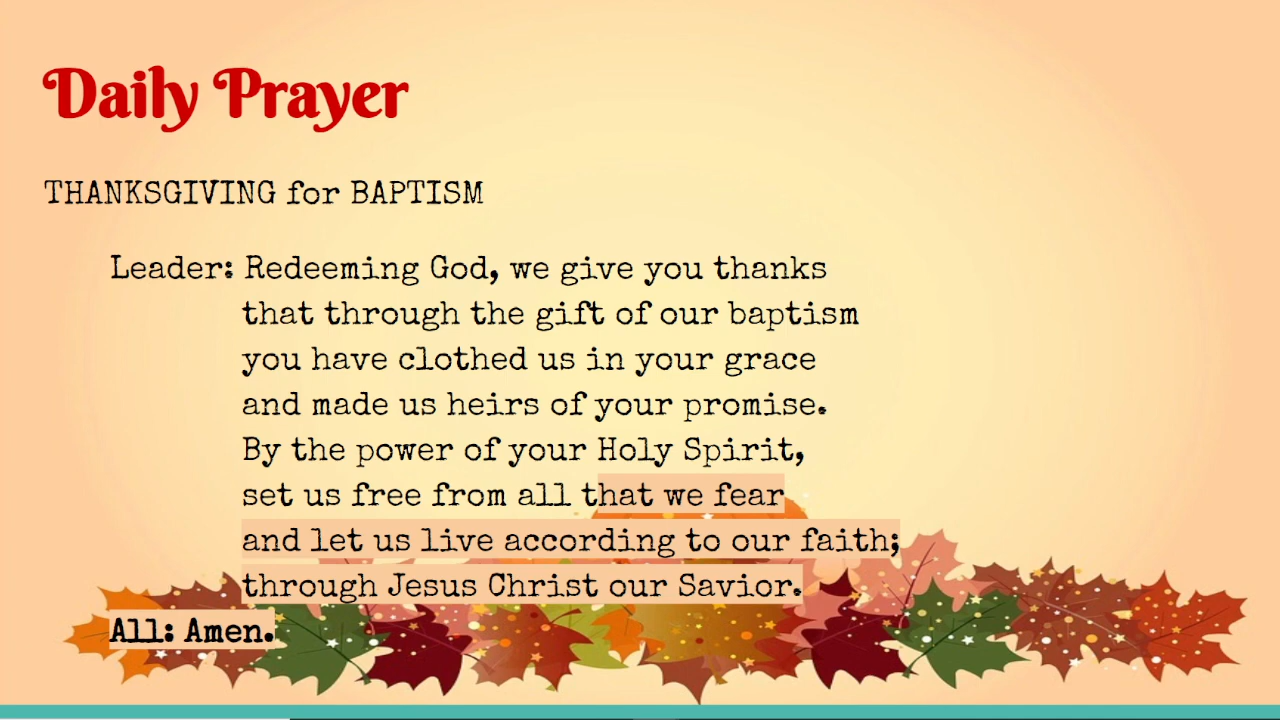 Daily Prayer
THANKSGIVING for BAPTISM
Leader: Redeeming God, we give you thanks
that through the gift of our baptism
you have clothed us in your grace
and made us heirs of your promise.
By the power of your Holy Spirit,
set us free from all that we fear
and let us live according to our faith;
through Jesus Christ our Savior.
All: Amen.